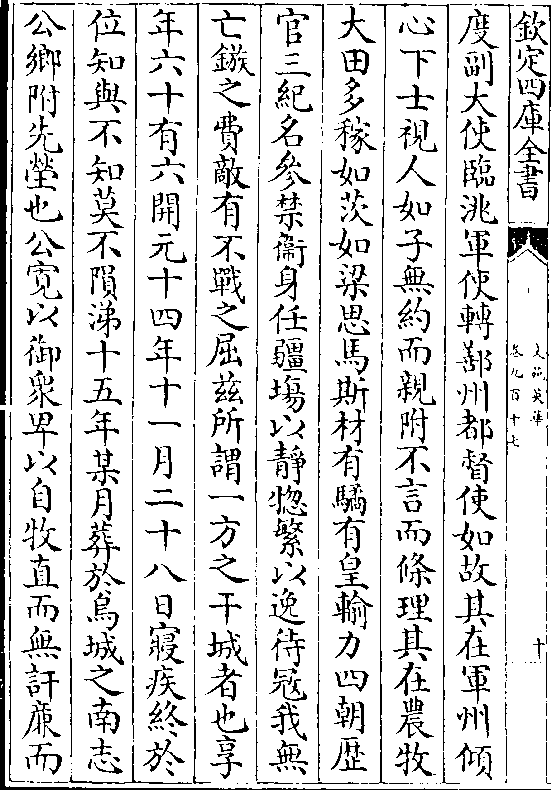 欽定四庫全書
文苑英華
卷九百十七
十
度副大使臨洮軍使轉鄯州都督使如故其在軍州傾
心下士視人如子無約而親附不言而條理其在農牧
大田多稼如茨如梁思馬斯材有驈有皇輸力四朝歴
官三紀名參禁衞身任疆埸以靜惣繁以逸待冦我無
亡鏃之費敵有不戰之屈兹所謂一方之干城者也享
年六十有六開元十四年十一月二十八日寢疾終於
位知與不知莫不隕涕十五年某月葬於烏城之南志
公鄉附先塋也公寛以御衆卑以自牧直而無訐廉而